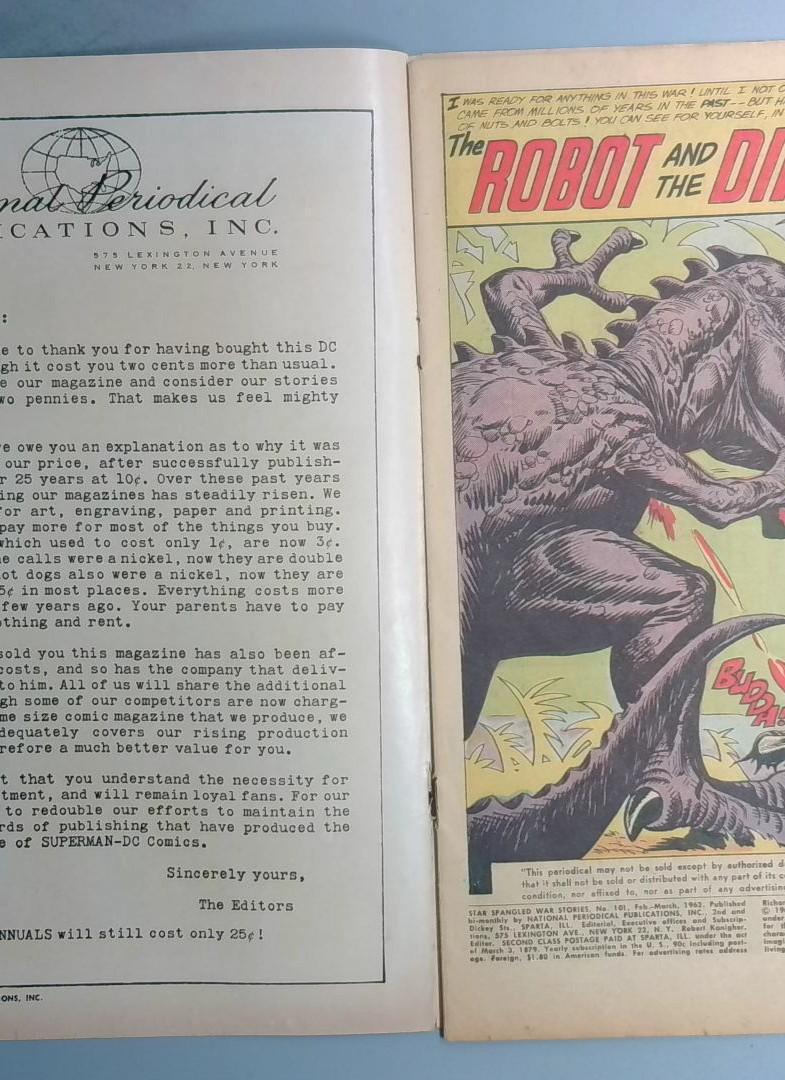 nal Periodical
ICATIONS, INC.
575 LEXINGTON AVENUE
NEW YORK 22, NEW YORK
:
e to thank you for having bought this DC
gh it cost you two cents more than usual.
e our magazine and consider our stories
wo pennies. That makes us feel mighty
e owe you an explanation as to why it was
our price, after successfully publish-
r 25 years at 10¢. Over these past years
ing our magazines has steadily risen. We
for art, engraving, paper and printing.
pay more for most of the things you buy.
which used to cost only 1¢, are now 3¢.
e calls were a nickel, now they are double
ot dogs also were a nickel, now they are
5¢ in most places. Everything costs more
few years ago. Your parents have to pay
othing and rent.
sold you this magazine has also been af-
costs, and so has the company that deliv-
to him. All of us will share the additional
gh some of our competitors are now charg-
me size comic magazine that we produce, we
dequately covers our rising production
refore a much better value for you.
t that you understand the necessity for
tment, and will remain loyal fans. For our
to redouble our efforts to maintain the
rds of publishing that have produced the
e of SUPERMAN-DC Comics.
Sincerely yours,
The Editors
NNUALS will still cost only 25¢!
ONS, INC.
I WAS READY FOR ANYTHING IN THIS WAR! UNTIL I NOT O
CAME FROM MILLIONS OF YEARS IN THE PAST--BUT H
OF NUTS AND BOLTS! YOU CAN SEE FOR YOURSELF, IN
The ROBOT AND THE DI
BUDDA!
"This periodical may not be sold except by authorized d
that it shall not be sold or distributed with any part of its c
condition, nor affixed to, nor as part of any advertisin
STAR SPANGLED WAR STORIES, No. 101, Feb.-March, 1962. Published
bi-monthly by NATIONAL PERIODICAL PUBLICATIONS, INC., 2nd and
Dickey Sts., SPARTA, ILL. Editorial, Executive offices and Subscrip-
tions, 575 LEXINGTON AVE., NEW YORK 22, N. Y. Robert Kanigher,
Editor. SECOND CLASS POSTAGE PAID AT SPARTA, ILL. under the act
of March 3, 1879. Yearly subscription in the U. S., 90c including post-
age. Foreign, $1.80 in American funds. For advertising rates address
Richar
© 19
under
for th
charac
imagi
living